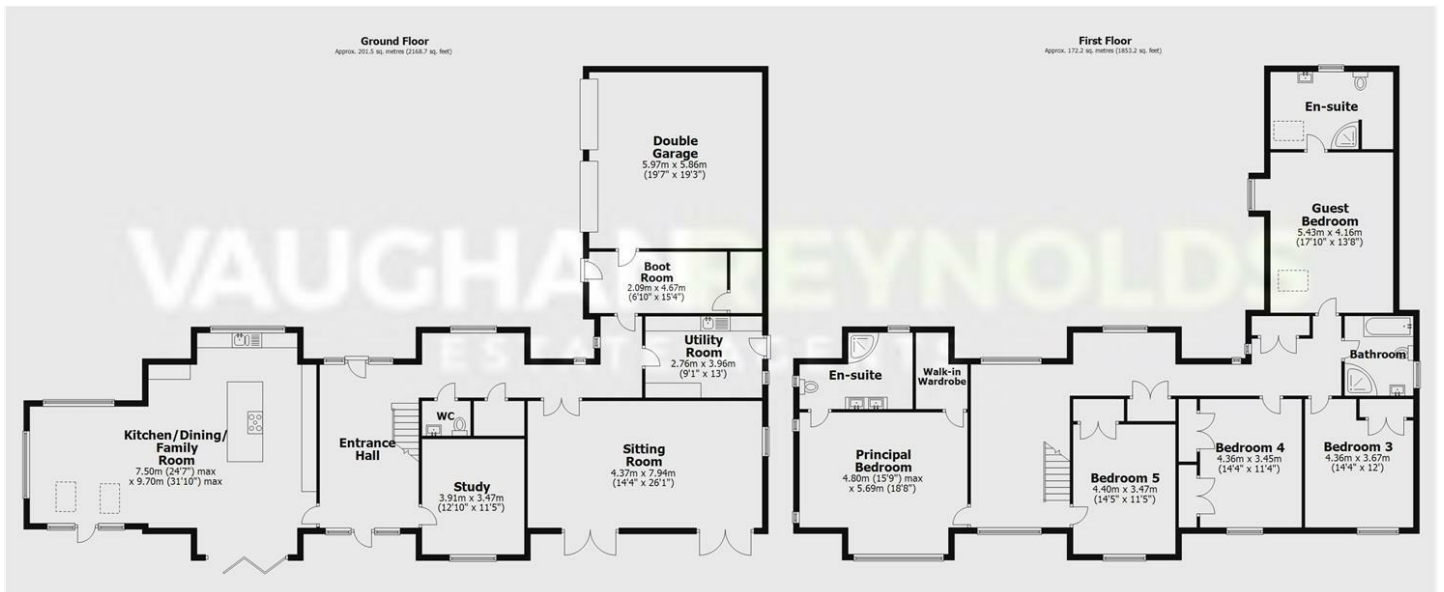 Ground Floor
Approx. 201.5 sq. metres (2168.7 sq. feet)
Double
Garage
5.97m x 5.86m
(19'7" x 19'3")
Boot
Room
2.09m x 4.67m
(6'10" x 15'4")
Utility
Room
2.76m x 3.96m
(9'1" x 13')
WC
Kitchen/Dining/
Family
Room
7.50m (24'7") max
x 9.70m (31'10") max
Entrance
Hall
Study
3.91m x 3.47m
(12'10" x 11'5")
Sitting
Room
4.37m x 7.94m
(14'4" x 26'1")
First Floor
Approx. 172.2 sq. metres (1853.2 sq. feet)
En-suite
Guest
Bedroom
5.43m x 4.16m
(17'10" x 13'8")
Bathroom
En-suite
Walk-in
Wardrobe
Principal
Bedroom
4.80m (15'9") max
x 5.69m (18'8")
Bedroom 5
4.40m x 3.47m
(14'5" x 11'5")
Bedroom 4
4.36m x 3.45m
(14'4" x 11'4")
Bedroom 3
4.36m x 3.67m
(14'4" x 12')
VAUGHAN REYNOLDS
ESTATE AGENTS